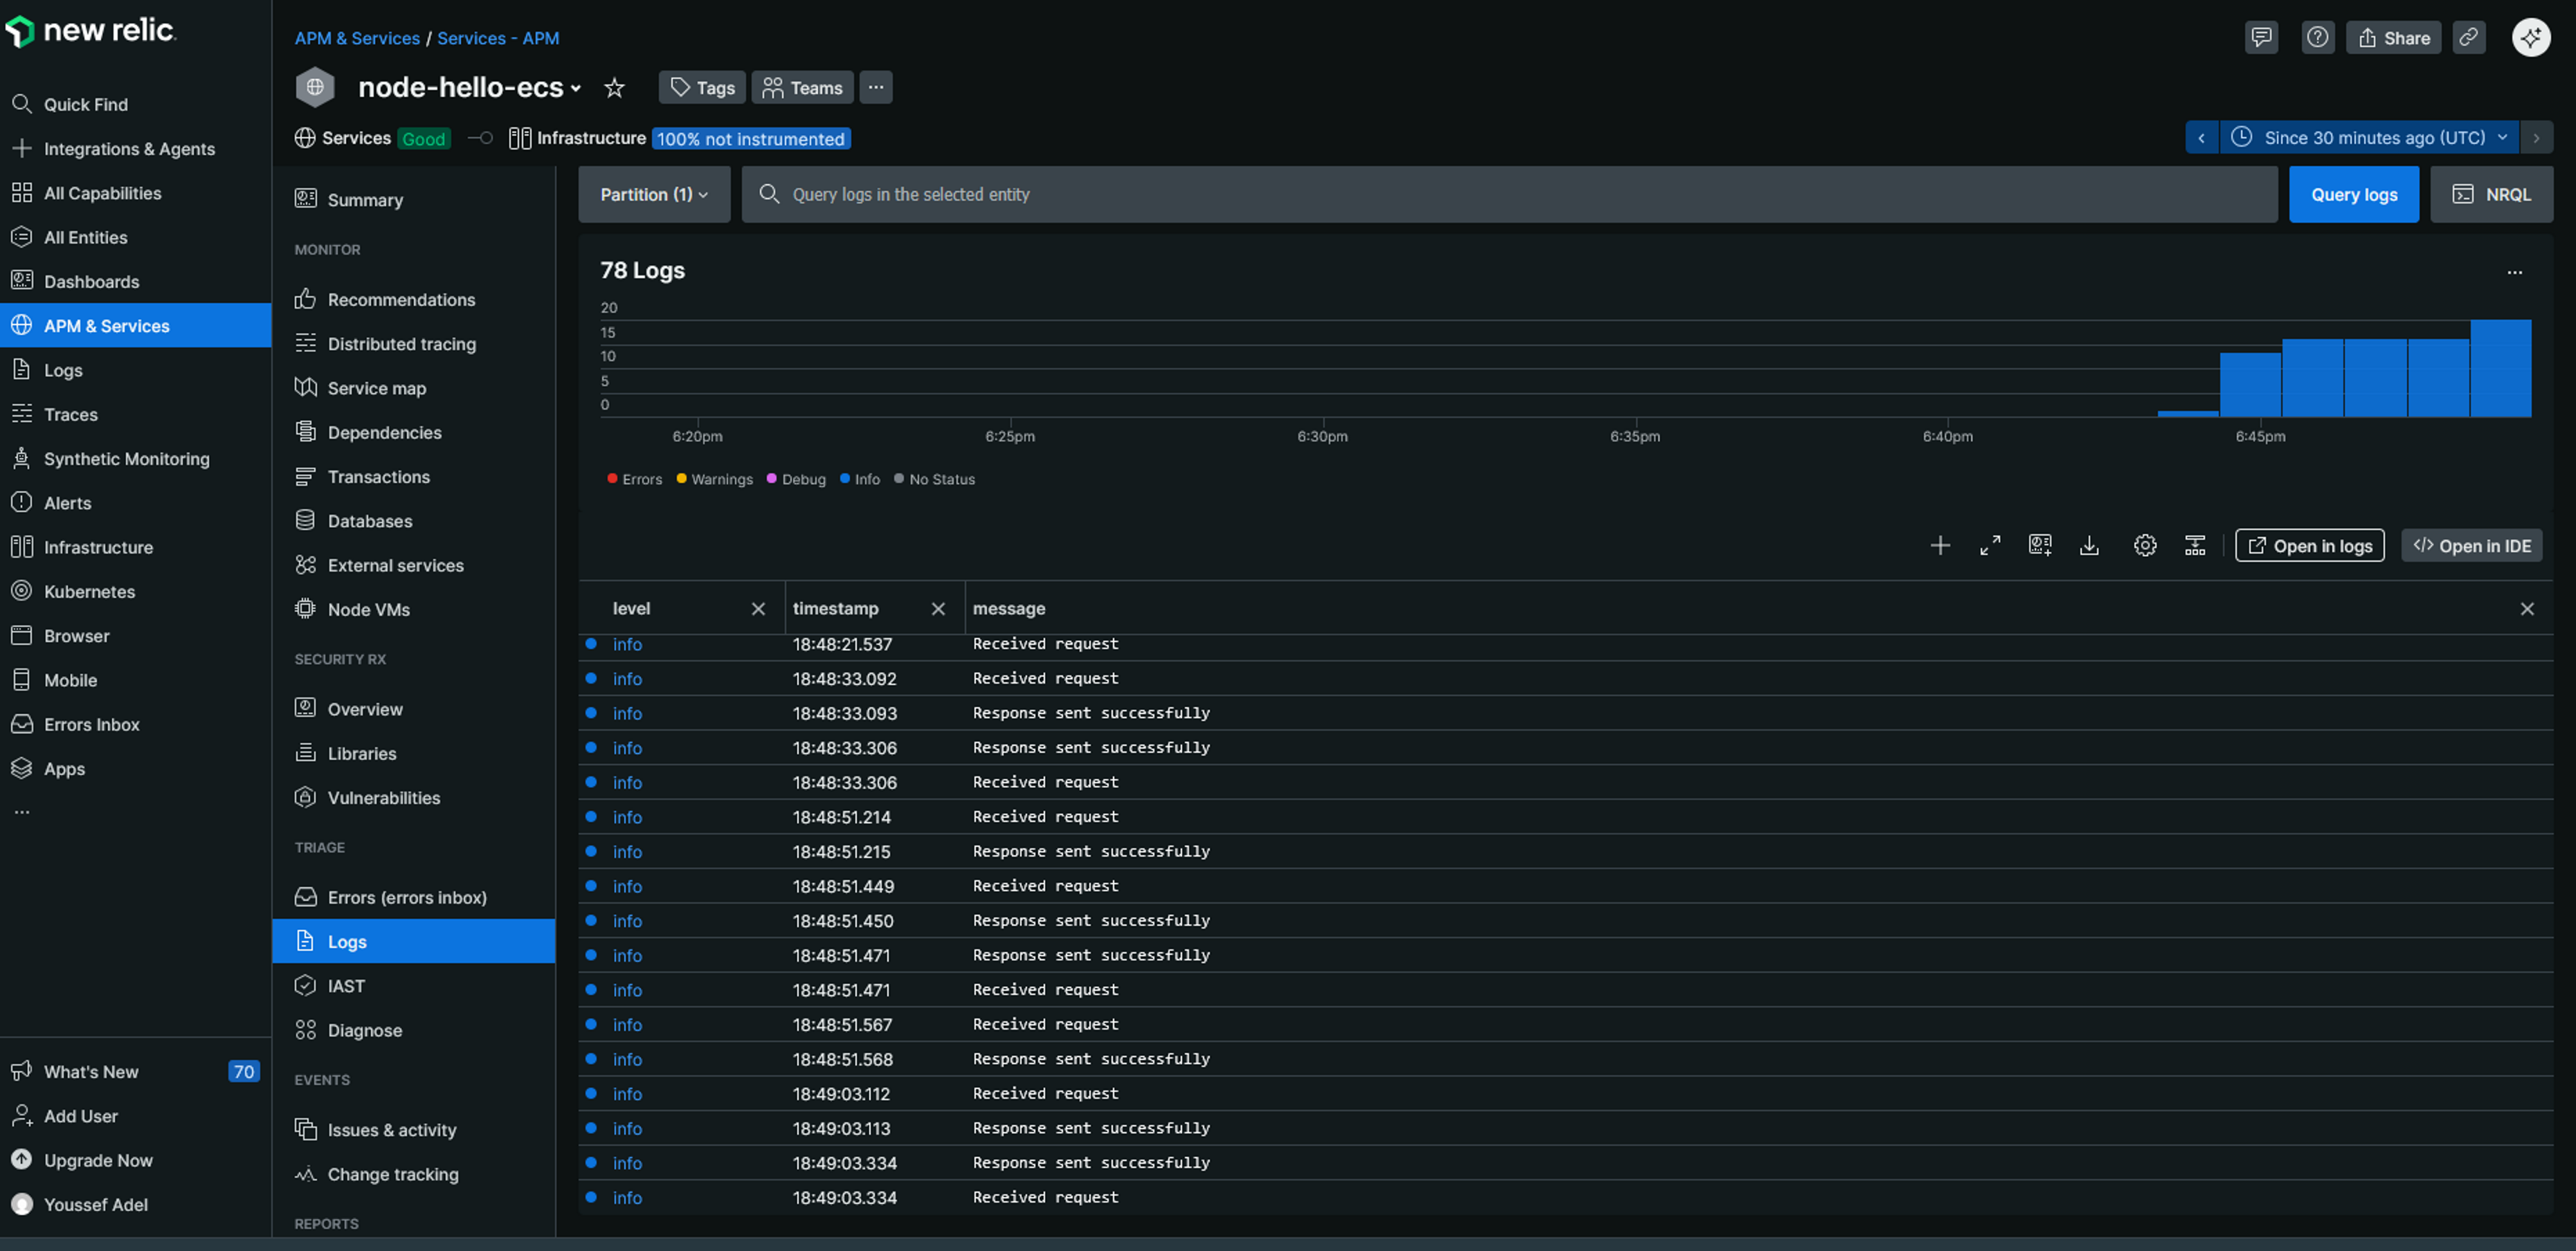 new relic.
Quick Find
Integrations & Agents
All Capabilities
All Entities
Dashboards
APM & Services
Logs
Traces
Synthetic Monitoring
Alerts
Infrastructure
Kubernetes
Browser
Mobile
Errors Inbox
Apps
...
What's New 70
Add User
Upgrade Now
Youssef Adel
APM & Services / Services - APM
Share
node-hello-ecs Tags Teams ...
Services Good Infrastructure 100% not instrumented
Since 30 minutes ago (UTC)
Summary
MONITOR
Recommendations
Distributed tracing
Service map
Dependencies
Transactions
Databases
External services
Node VMs
SECURITY RX
Overview
Libraries
Vulnerabilities
TRIAGE
Errors (errors inbox)
Logs
IAST
Diagnose
EVENTS
Issues & activity
Change tracking
REPORTS
Partition (1) Query logs in the selected entity Query logs NRQL
78 Logs ...
20
15
10
5
0
6:20pm 6:25pm 6:30pm 6:35pm 6:40pm 6:45pm
Errors Warnings Debug Info No Status
Open in logs </> Open in IDE
level timestamp message
info 18:48:21.537 Received request
info 18:48:33.092 Received request
info 18:48:33.093 Response sent successfully
info 18:48:33.306 Response sent successfully
info 18:48:33.306 Received request
info 18:48:51.214 Received request
info 18:48:51.215 Response sent successfully
info 18:48:51.449 Received request
info 18:48:51.450 Response sent successfully
info 18:48:51.471 Response sent successfully
info 18:48:51.471 Received request
info 18:48:51.567 Received request
info 18:48:51.568 Response sent successfully
info 18:49:03.112 Received request
info 18:49:03.113 Response sent successfully
info 18:49:03.334 Response sent successfully
info 18:49:03.334 Received request